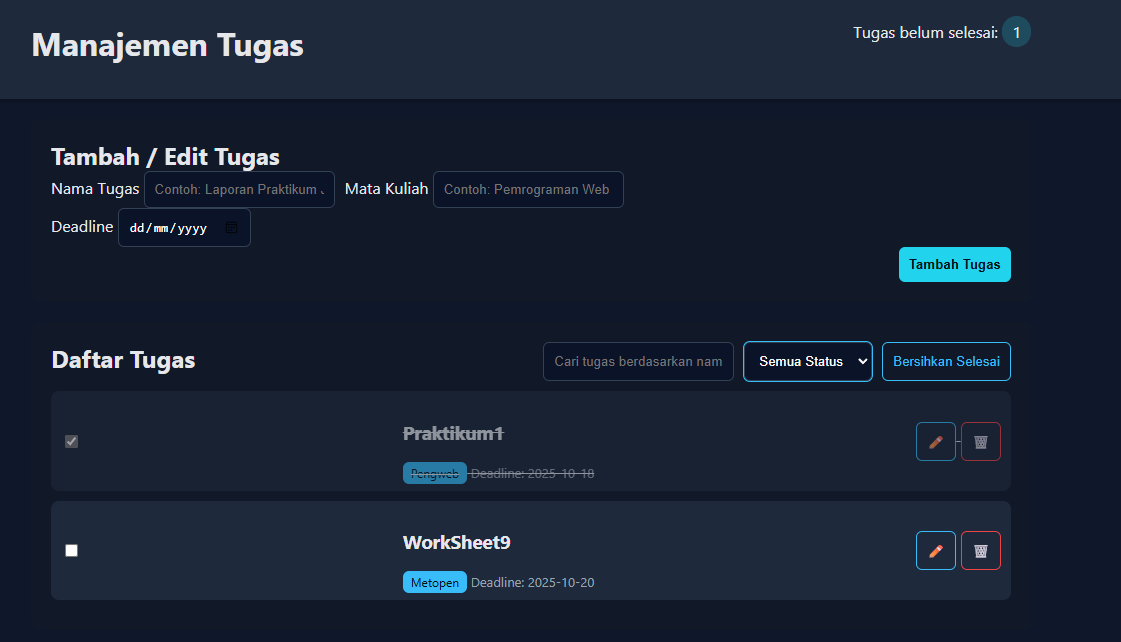 Manajemen Tugas
Tugas belum selesai: 1
Tambah / Edit Tugas
Nama Tugas Contoh: Laporan Praktikum Mata Kuliah Contoh: Pemrograman Web
Deadline dd/mm/yyyy
Tambah Tugas
Daftar Tugas Cari tugas berdasarkan nam Semua Status Bersihkan Selesai
Praktikum1
Pengweb Deadline: 2025-10-18
WorkSheet9
Metopen Deadline: 2025-10-20